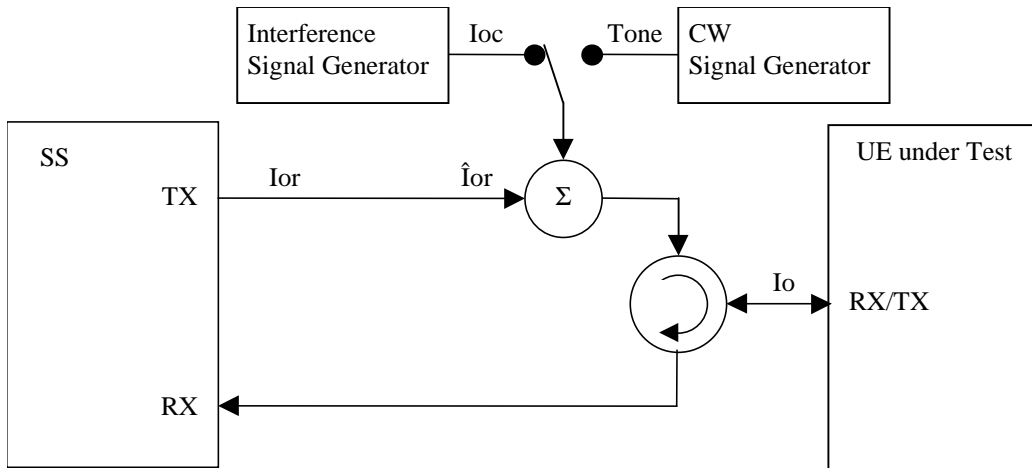 Interference
Signal Generator
Ioc
Tone
CW
Signal Generator
SS
UE under Test
TX
Ior
Îor
Σ
Io
RX/TX
RX